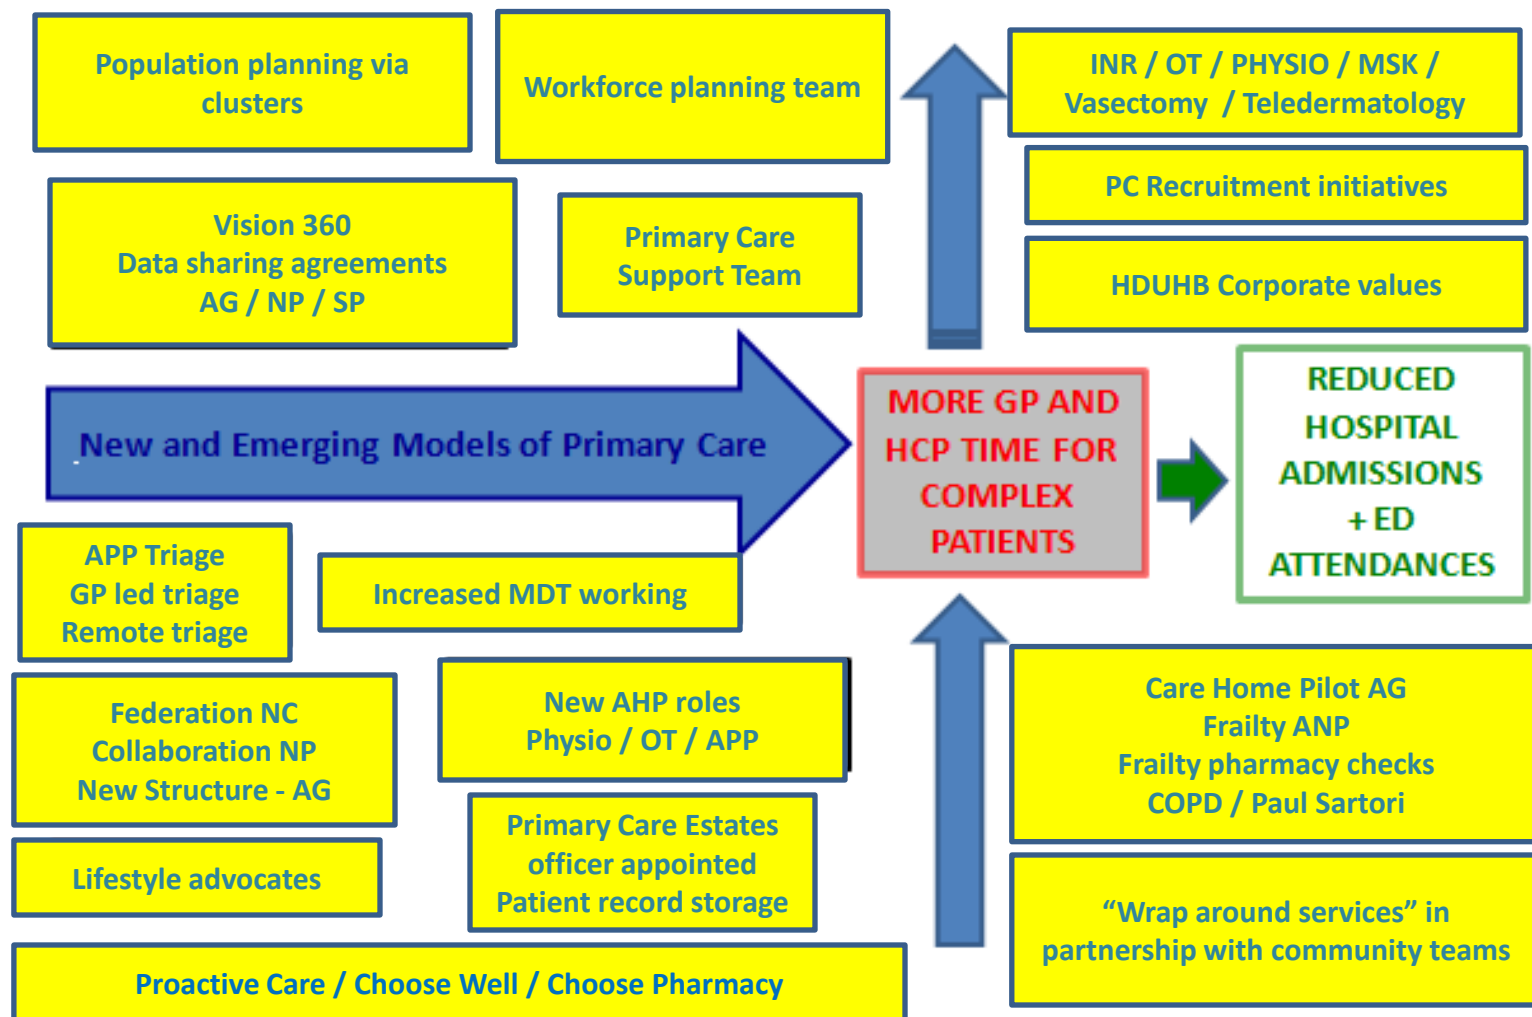 Population planning via
clusters
Workforce planning team
INR / OT / PHYSIO / MSK /
Vasectomy / Teledermatology
PC Recruitment initiatives
Vision 360
Data sharing agreements
AG / NP / SP
Primary Care
Support Team
HDUHB Corporate values
New and Emerging Models of Primary Care
MORE GP AND
HCP TIME FOR
COMPLEX
PATIENTS
REDUCED
HOSPITAL
ADMISSIONS
+ ED
ATTENDANCES
APP Triage
GP led triage
Remote triage
Increased MDT working
Federation NC
Collaboration NP
New Structure - AG
New AHP roles
Physio / OT / APP
Care Home Pilot AG
Frailty ANP
Frailty pharmacy checks
COPD / Paul Sartori
Lifestyle advocates
Primary Care Estates
officer appointed
Patient record storage
“Wrap around services” in
partnership with community teams
Proactive Care / Choose Well / Choose Pharmacy